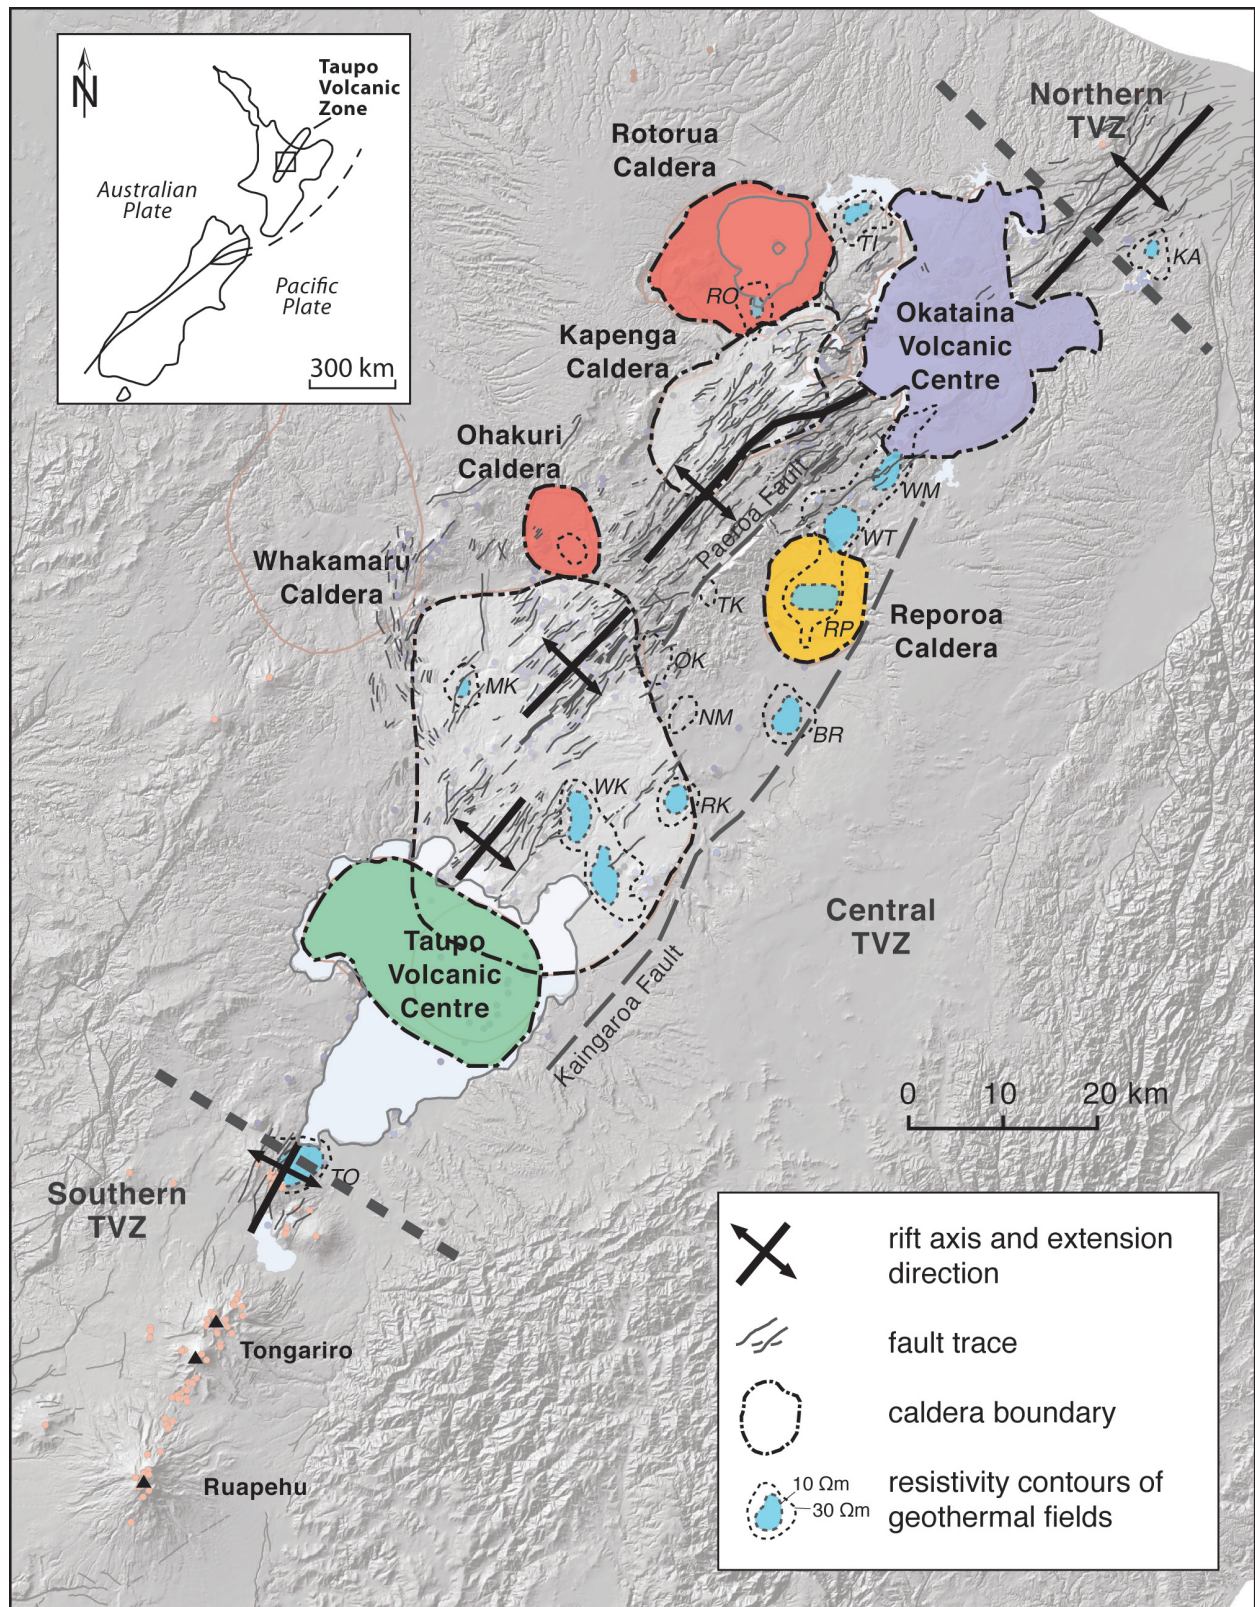 N
Taupo
Volcanic
Zone
Australian
Plate
Pacific
Plate
300 km
Northern
TVZ
Rotorua
Caldera
TI
KA
RO
Okataina
Volcanic
Centre
Kapenga
Caldera
Ohakuri
Caldera
Paeroa Fault
WM
WT
Whakamaru
Caldera
TK
RP
Reporoa
Caldera
OK
MK
NM
BR
WK
RK
Central
TVZ
Taupo
Volcanic
Centre
Kaingaroa Fault
0 10 20 km
TO
Southern
TVZ
Tongariro
Ruapehu
rift axis and extension
direction
fault trace
caldera boundary
10 Ωm
30 Ωm
resistivity contours of
geothermal fields